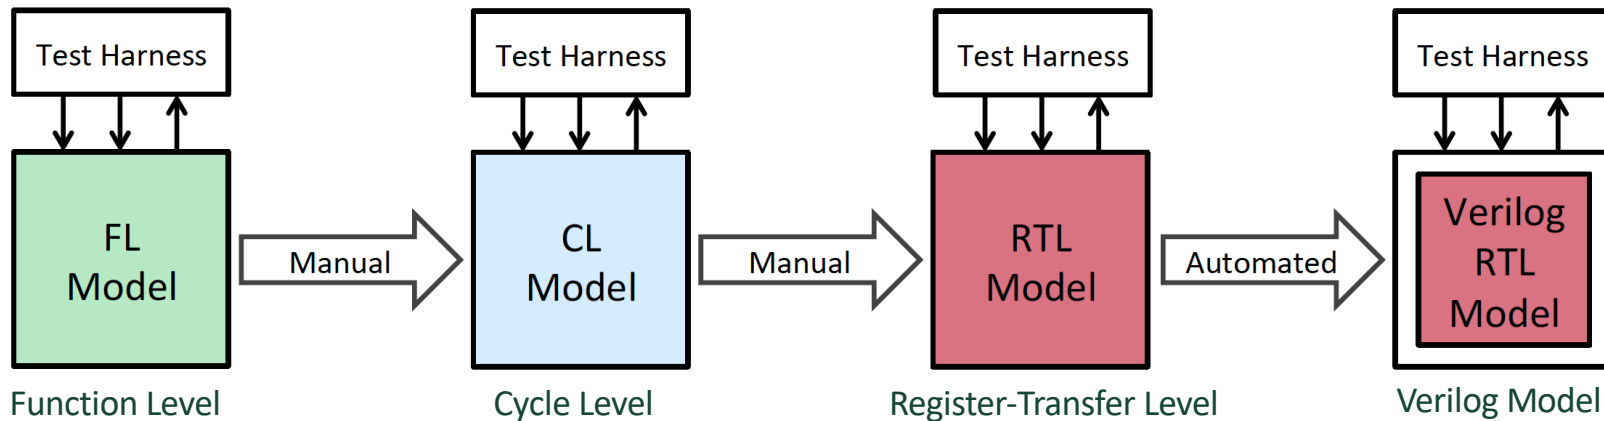 Test Harness
Test Harness
Test Harness
Test Harness
FL
Model
Manual
CL
Model
Manual
RTL
Model
Automated
Verilog
RTL
Model
Function Level
Cycle Level
Register-Transfer Level
Verilog Model